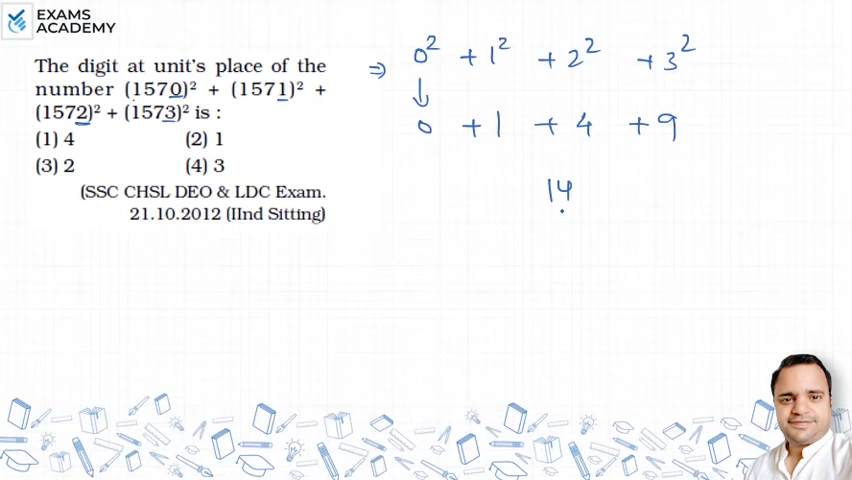 EXAMS
ACADEMY
The digit at unit's place of the
number (1570)² + (1571)² +
(1572)² + (1573)² is :
(1) 4 (2) 1
(3) 2 (4) 3
(SSC CHSL DEO & LDC Exam.
21.10.2012 (IInd Sitting)
⇒ 0² + 1² + 2² + 3²
↓
0 + 1 + 4 + 9
14